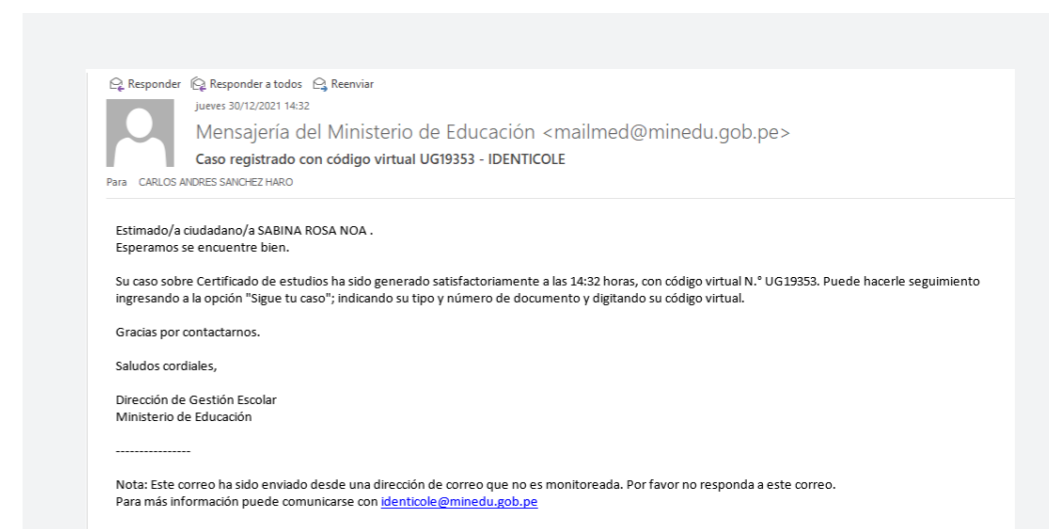 Responder Responder a todos Reenviar
jueves 30/12/2021 14:32
Mensajería del Ministerio de Educación <mailmed@minedu.gob.pe>
Caso registrado con código virtual UG19353 - IDENTICOLE
Para CARLOS ANDRES SANCHEZ HARO
Estimado/a ciudadano/a SABINA ROSA NOA .
Esperamos se encuentre bien.
Su caso sobre Certificado de estudios ha sido generado satisfactoriamente a las 14:32 horas, con código virtual N.° UG19353. Puede hacerle seguimiento
ingresando a la opción "Sigue tu caso"; indicando su tipo y número de documento y digitando su código virtual.
Gracias por contactarnos.
Saludos cordiales,
Dirección de Gestión Escolar
Ministerio de Educación
----------------
Nota: Este correo ha sido enviado desde una dirección de correo que no es monitoreada. Por favor no responda a este correo.
Para más información puede comunicarse con identicole@minedu.gob.pe